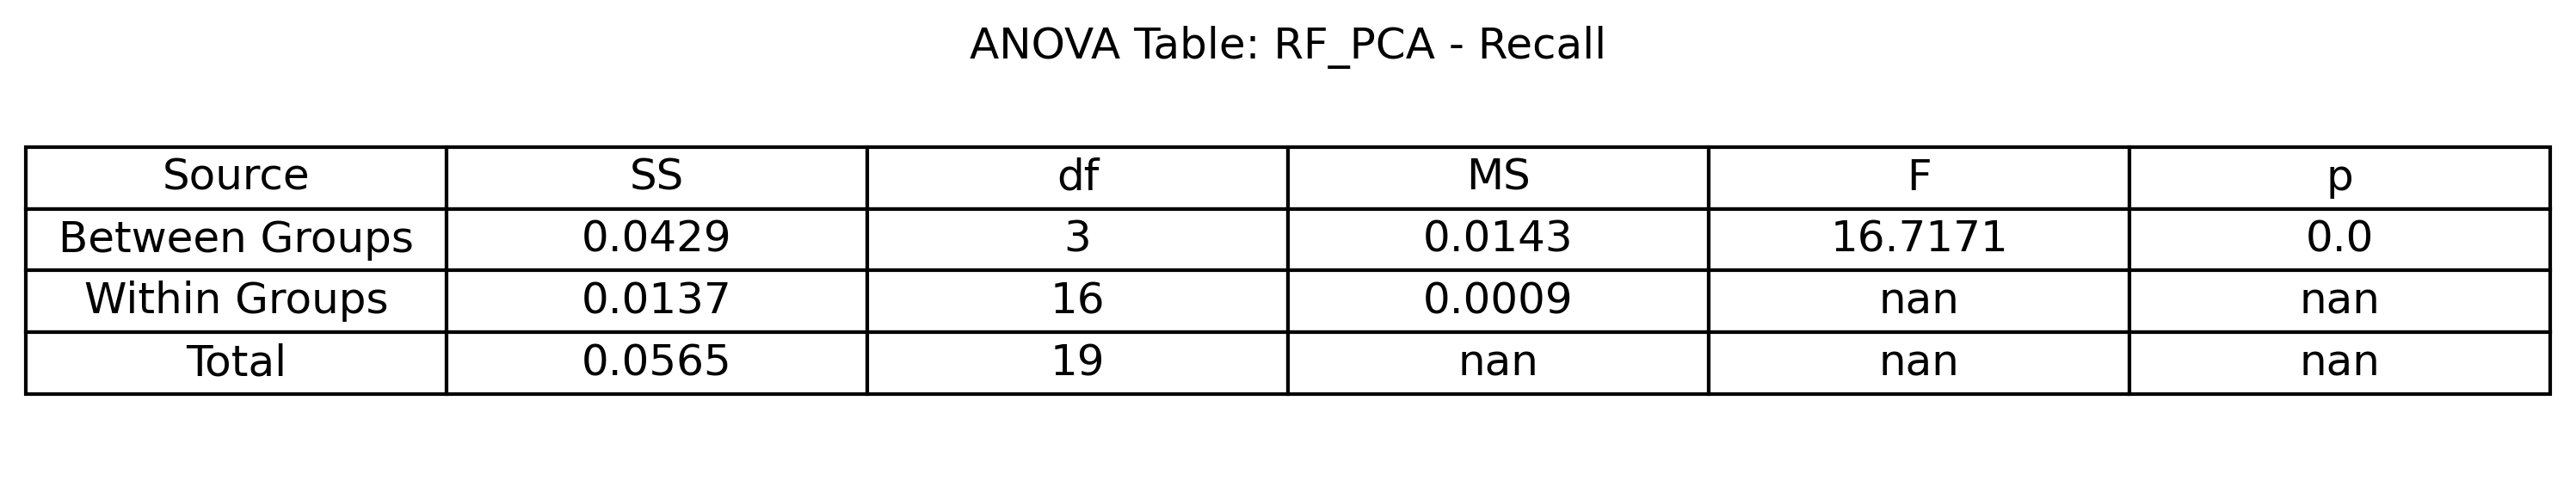 ANOVA Table: RF_PCA - Recall
Source SS df MS F p
Between Groups 0.0429 3 0.0143 16.7171 0.0
Within Groups 0.0137 16 0.0009 nan nan
Total 0.0565 19 nan nan nan